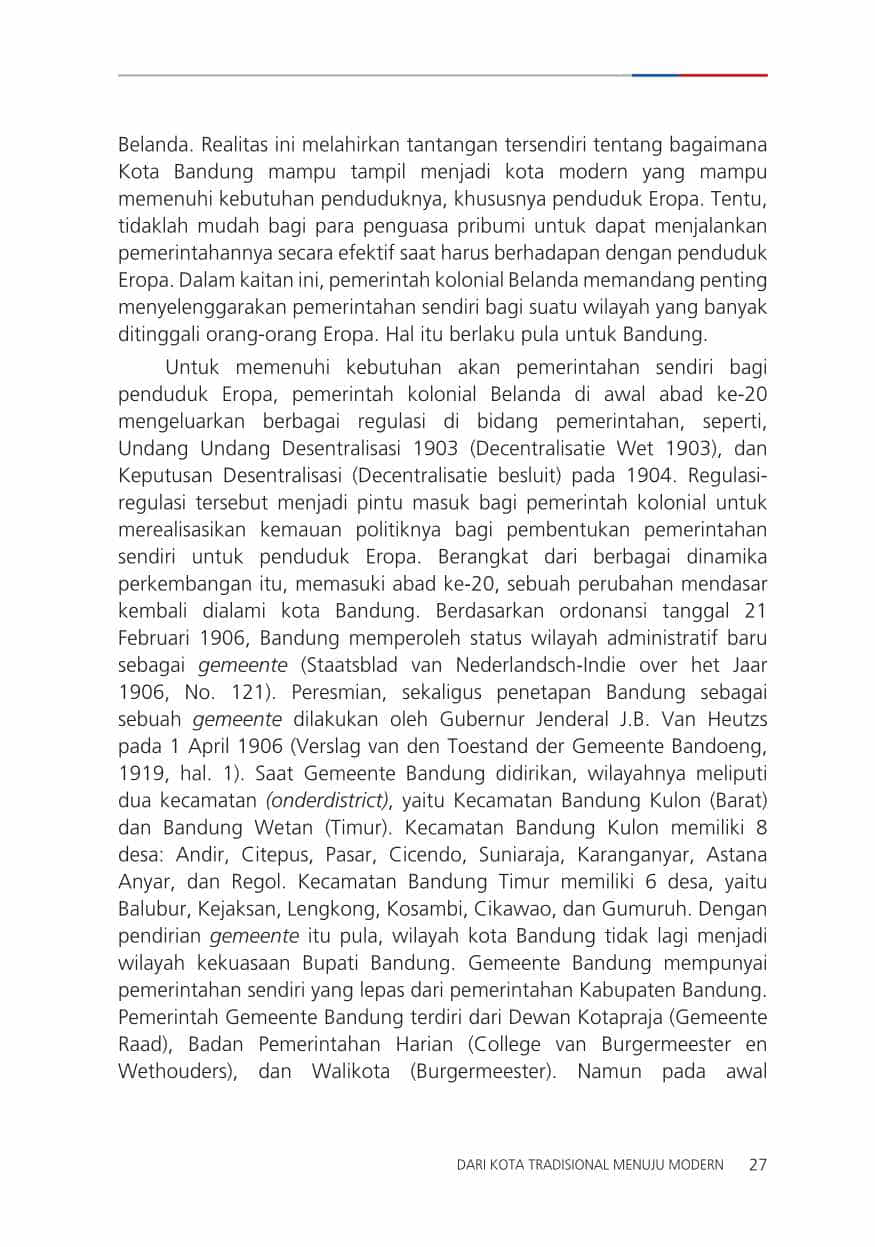 Belanda. Realitas ini melahirkan tantangan tersendiri tentang bagaimana
Kota Bandung mampu tampil menjadi kota modern yang mampu
memenuhi kebutuhan penduduknya, khususnya penduduk Eropa. Tentu,
tidaklah mudah bagi para penguasa pribumi untuk dapat menjalankan
pemerintahannya secara efektif saat harus berhadapan dengan penduduk
Eropa. Dalam kaitan ini, pemerintah kolonial Belanda memandang penting
menyelenggarakan pemerintahan sendiri bagi suatu wilayah yang banyak
ditinggali orang-orang Eropa. Hal itu berlaku pula untuk Bandung.
Untuk memenuhi kebutuhan akan pemerintahan sendiri bagi
penduduk Eropa, pemerintah kolonial Belanda di awal abad ke-20
mengeluarkan berbagai regulasi di bidang pemerintahan, seperti,
Undang Undang Desentralisasi 1903 (Decentralisatie Wet 1903), dan
Keputusan Desentralisasi (Decentralisatie besluit) pada 1904. Regulasi-
regulasi tersebut menjadi pintu masuk bagi pemerintah kolonial untuk
merealisasikan kemauan politiknya bagi pembentukan pemerintahan
sendiri untuk penduduk Eropa. Berangkat dari berbagai dinamika
perkembangan itu, memasuki abad ke-20, sebuah perubahan mendasar
kembali dialami kota Bandung. Berdasarkan ordonansi tanggal 21
Februari 1906, Bandung memperoleh status wilayah administratif baru
sebagai gemeente (Staatsblad van Nederlandsch-Indie over het Jaar
1906, No. 121). Peresmian, sekaligus penetapan Bandung sebagai
sebuah gemeente dilakukan oleh Gubernur Jenderal J.B. Van Heutzs
pada 1 April 1906 (Verslag van den Toestand der Gemeente Bandoeng,
1919, hal. 1). Saat Gemeente Bandung didirikan, wilayahnya meliputi
dua kecamatan (onderdistrict), yaitu Kecamatan Bandung Kulon (Barat)
dan Bandung Wetan (Timur). Kecamatan Bandung Kulon memiliki 8
desa: Andir, Citepus, Pasar, Cicendo, Suniaraja, Karanganyar, Astana
Anyar, dan Regol. Kecamatan Bandung Timur memiliki 6 desa, yaitu
Balubur, Kejaksan, Lengkong, Kosambi, Cikawao, dan Gumuruh. Dengan
pendirian gemeente itu pula, wilayah kota Bandung tidak lagi menjadi
wilayah kekuasaan Bupati Bandung. Gemeente Bandung mempunyai
pemerintahan sendiri yang lepas dari pemerintahan Kabupaten Bandung.
Pemerintah Gemeente Bandung terdiri dari Dewan Kotapraja (Gemeente
Raad), Badan Pemerintahan Harian (College van Burgermeester en
Wethouders), dan Walikota (Burgermeester). Namun pada awal
DARI KOTA TRADISIONAL MENUJU MODERN 27